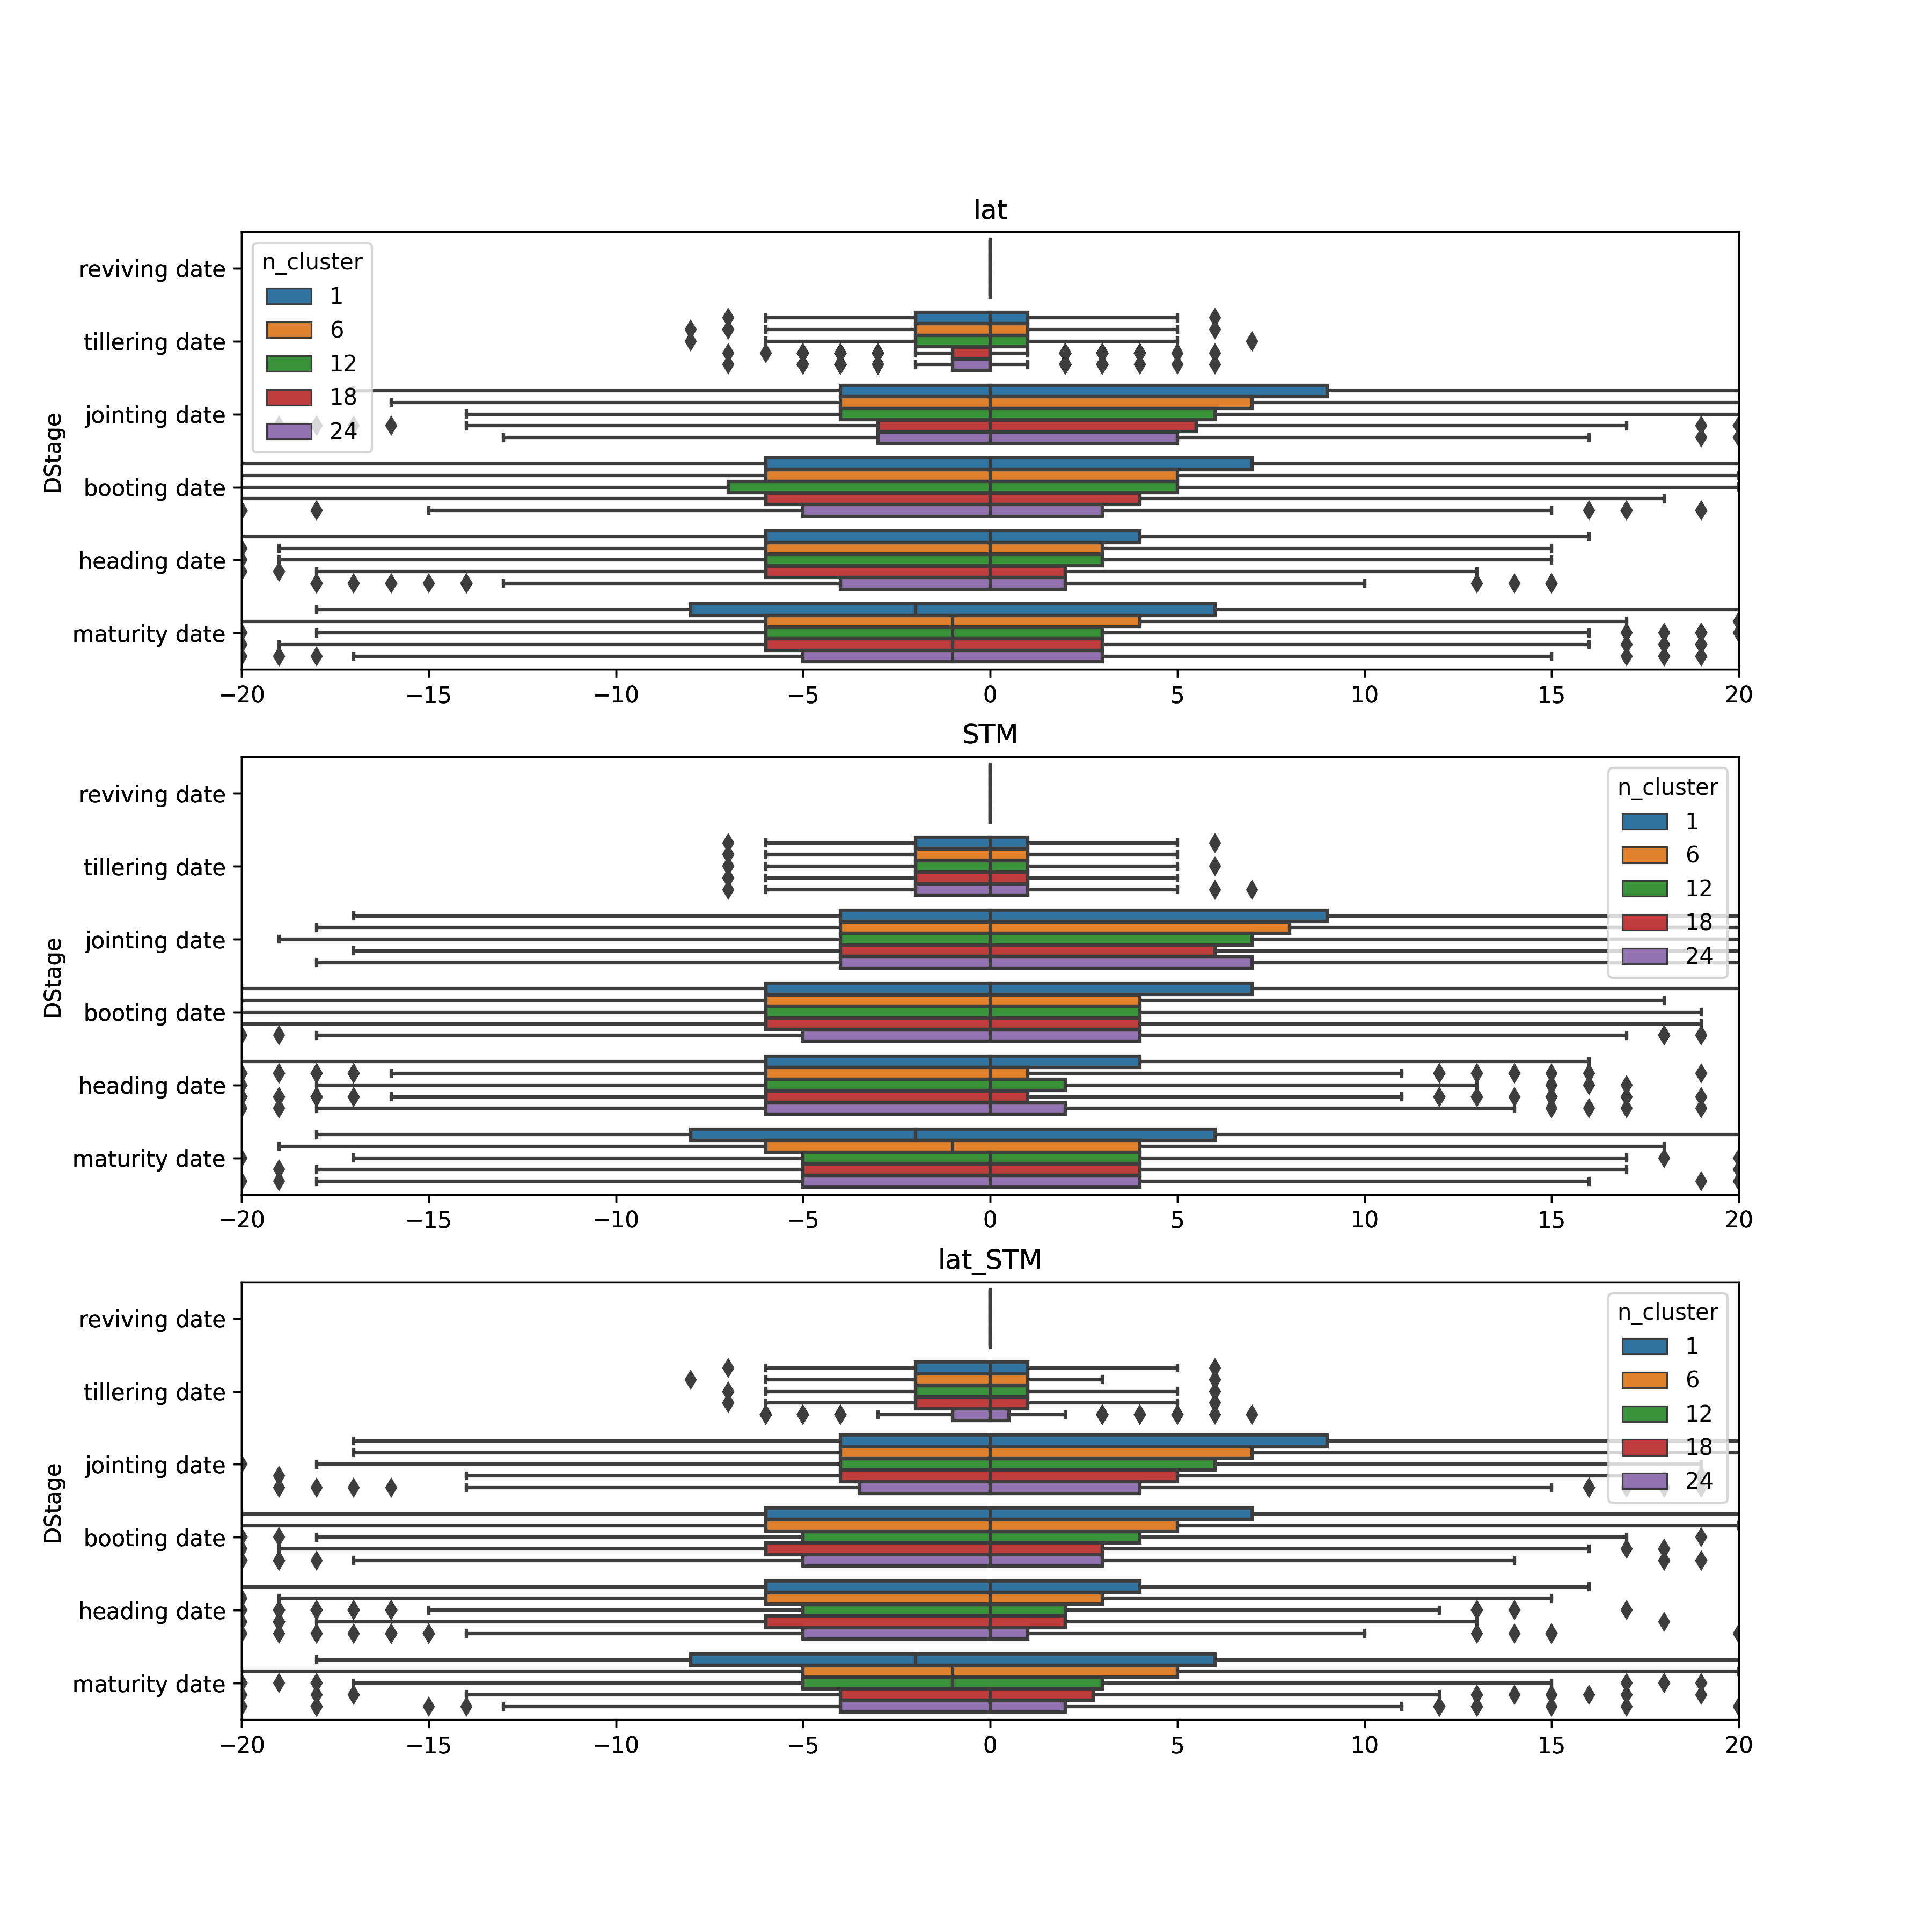 lat
n_cluster
1
6
12
18
24
DStage
reviving date
tillering date
jointing date
booting date
heading date
maturity date
−20 −15 −10 −5 0 5 10 15 20
STM
n_cluster
1
6
12
18
24
DStage
reviving date
tillering date
jointing date
booting date
heading date
maturity date
−20 −15 −10 −5 0 5 10 15 20
lat_STM
n_cluster
1
6
12
18
24
DStage
reviving date
tillering date
jointing date
booting date
heading date
maturity date
−20 −15 −10 −5 0 5 10 15 20